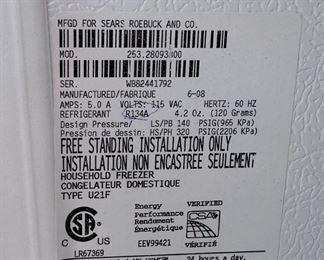 MFGD FOR SEARS ROEBUCK AND CO.
MOD. 253.28093800
SER. WB82441792
MANUFACTURED/FABRIQUE 6-08
AMPS: 5.0 A VOLTS: 115 VAC HERTZ: 60 HZ
REFRIGERANT R134A 4.2 Oz. (120 Grams)
Design Pressure/ LS/PB 140 PSIG(965 KPa)
Pression de dessin: HS/PH 320 PSIG(2206 KPa)
FREE STANDING INSTALLATION ONLY
INSTALLATION NON ENCASTREE SEULEMENT
HOUSEHOLD FREEZER
CONGELATEUR DOMESTIQUE
TYPE U21F
SA
C US
LR67369
Energy VERIFIED
Performance
Rendement CSA
Énergétique
EEV99421 VÉRIFIÉ
24 hours a day,